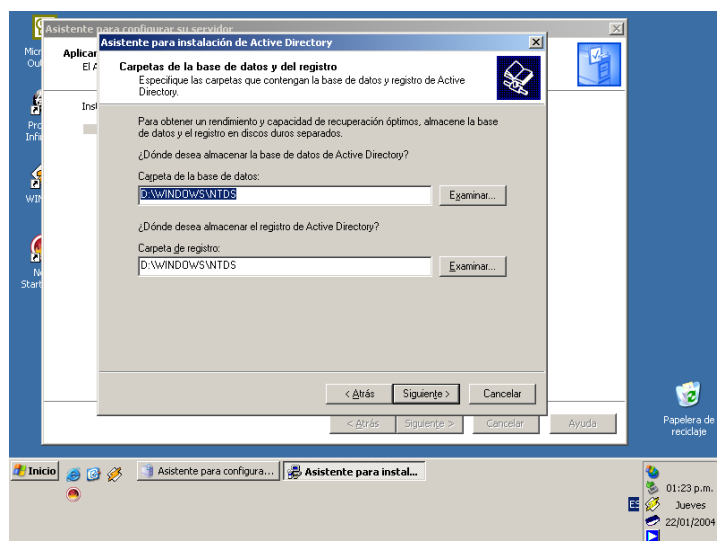 Asistente para configurar su servidor
Asistente para instalación de Active Directory
Aplicar
El A
Carpetas de la base de datos y del registro
Especifique las carpetas que contengan la base de datos y registro de Active
Directory.
Inst
Para obtener un rendimiento y capacidad de recuperación óptimos, almacene la base
de datos y el registro en discos duros separados.
¿Dónde desea almacenar la base de datos de Active Directory?
Carpeta de la base de datos:
D:\WINDOWS\NTDS
Examinar...
¿Dónde desea almacenar el registro de Active Directory?
Carpeta de registro:
D:\WINDOWS\NTDS
Examinar...
< Atrás Siguiente > Cancelar
< Atrás Siguiente > Cancelar Ayuda
Papelera de
reciclaje
Inicio
Asistente para configura...
Asistente para instal...
ES
01:23 p.m.
Jueves
22/01/2004